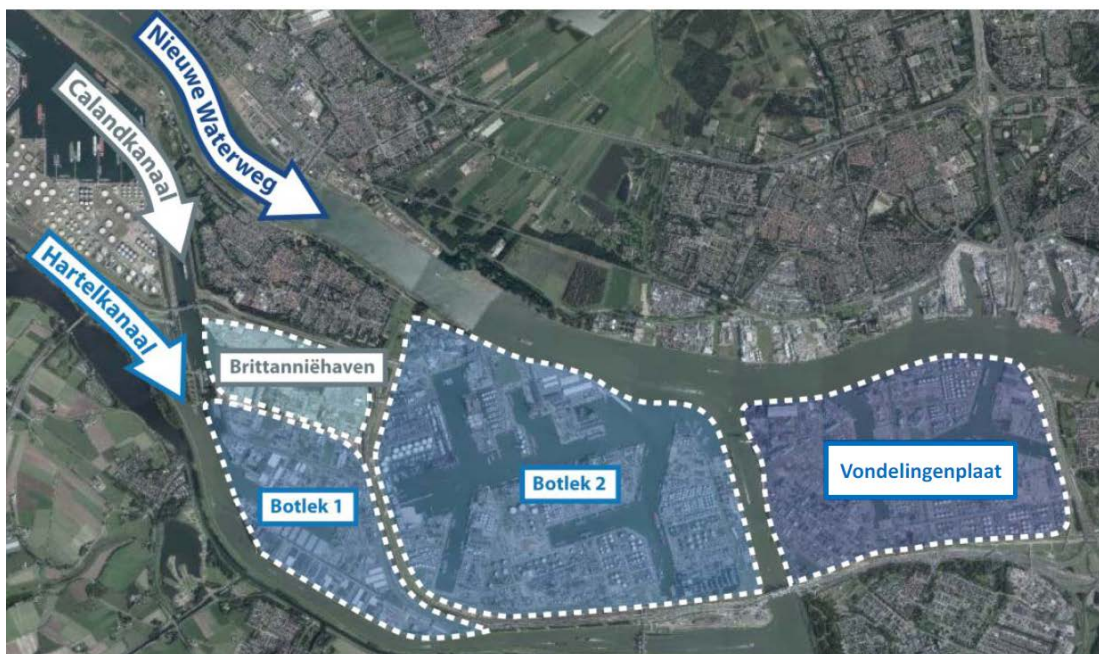 Nieuwe Waterweg
Calandkanaal
Hartelkanaal
Brittanniëhaven
Botlek 1
Botlek 2
Vondelingenplaat